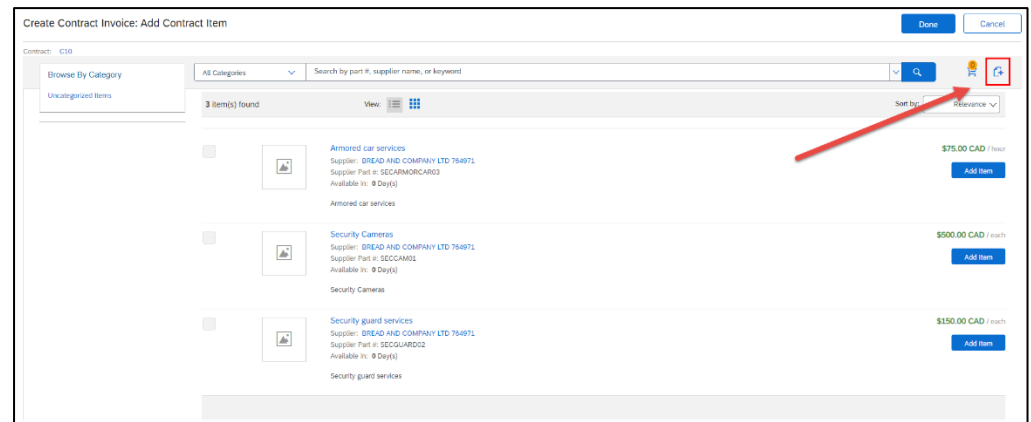 Create Contract Invoice: Add Contract Item
Done
Cancel
Contract: C10
Browse By Category
Uncategorized Items
All Categories
Search by part #, supplier name, or keyword
0
3 item(s) found
View:
Sort by:
Relevance
Armored car services
$75.00 CAD / hour
Supplier: BREAD AND COMPANY LTD 764971
Supplier Part #: SECARMORCAR03
Add Item
Available In: 0 Day(s)
Armored car services
Security Cameras
$500.00 CAD / each
Supplier: BREAD AND COMPANY LTD 764971
Supplier Part #: SECCAM01
Add Item
Available In: 0 Day(s)
Security Cameras
Security guard services
$150.00 CAD / each
Supplier: BREAD AND COMPANY LTD 764971
Supplier Part #: SECGUARD02
Add Item
Available In: 0 Day(s)
Security guard services